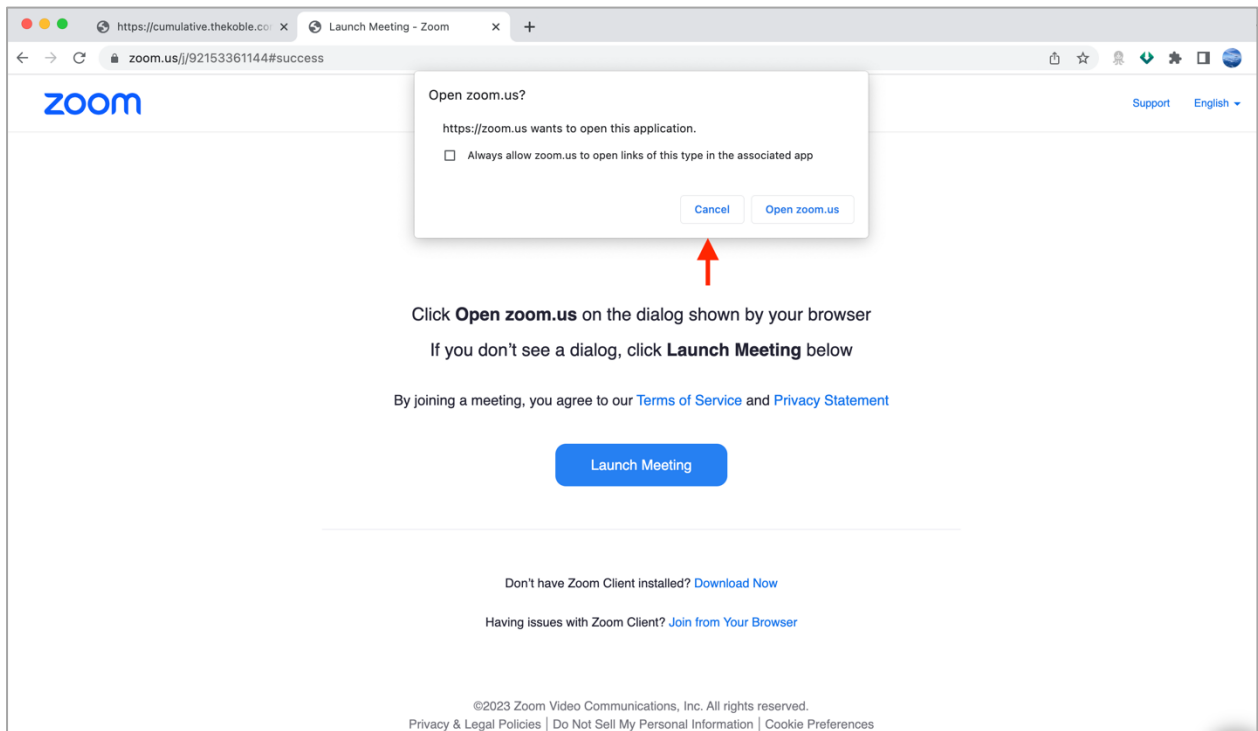 https://cumulative.thekoble.co
Launch Meeting - Zoom
zoom.us/j/92153361144#success
zoom
Support
English
Open zoom.us?
https://zoom.us wants to open this application.
Always allow zoom.us to open links of this type in the associated app
Cancel
Open zoom.us
Click Open zoom.us on the dialog shown by your browser
If you don’t see a dialog, click Launch Meeting below
By joining a meeting, you agree to our Terms of Service and Privacy Statement
Launch Meeting
Don’t have Zoom Client installed? Download Now
Having issues with Zoom Client? Join from Your Browser
©2023 Zoom Video Communications, Inc. All rights reserved.
Privacy & Legal Policies | Do Not Sell My Personal Information | Cookie Preferences